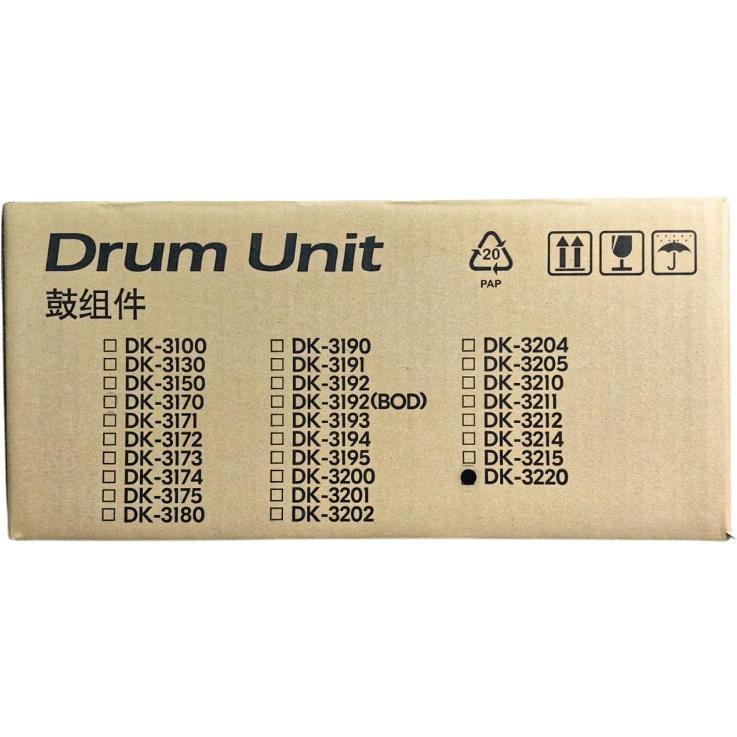 Drum Unit
鼓组件
20
PAP
□ DK-3100
□ DK-3130
□ DK-3150
□ DK-3170
□ DK-3171
□ DK-3172
□ DK-3173
□ DK-3174
□ DK-3175
□ DK-3180
□ DK-3190
□ DK-3191
□ DK-3192
□ DK-3192(BOD)
□ DK-3193
□ DK-3194
□ DK-3195
□ DK-3200
□ DK-3201
□ DK-3202
□ DK-3204
□ DK-3205
□ DK-3210
□ DK-3211
□ DK-3212
□ DK-3214
□ DK-3215
● DK-3220